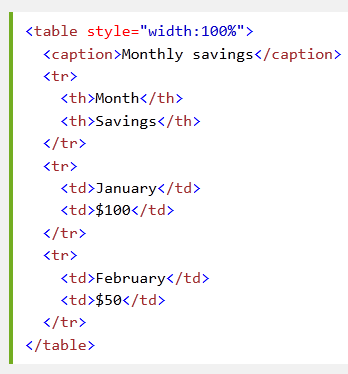 <table style="width:100%">
  <caption>Monthly savings</caption>
  <tr>
    <th>Month</th>
    <th>Savings</th>
  </tr>
  <tr>
    <td>January</td>
    <td>$100</td>
  </tr>
  <tr>
    <td>February</td>
    <td>$50</td>
  </tr>
</table>